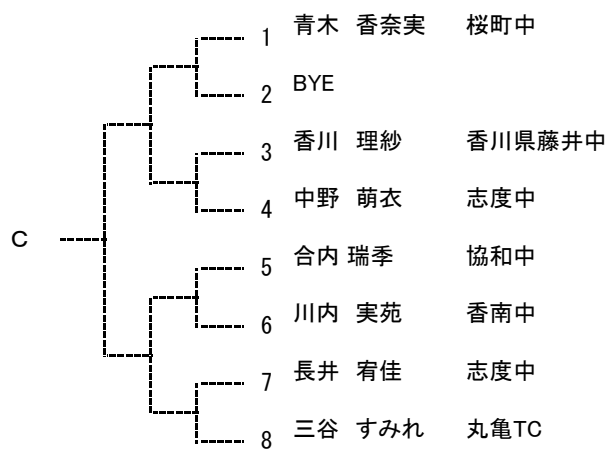 1 青木 香奈実 桜町中
2 BYE
3 香川 理紗 香川県藤井中
4 中野 萌衣 志度中
C
5 合内 瑞季 協和中
6 川内 実苑 香南中
7 長井 宥佳 志度中
8 三谷 すみれ 丸亀TC